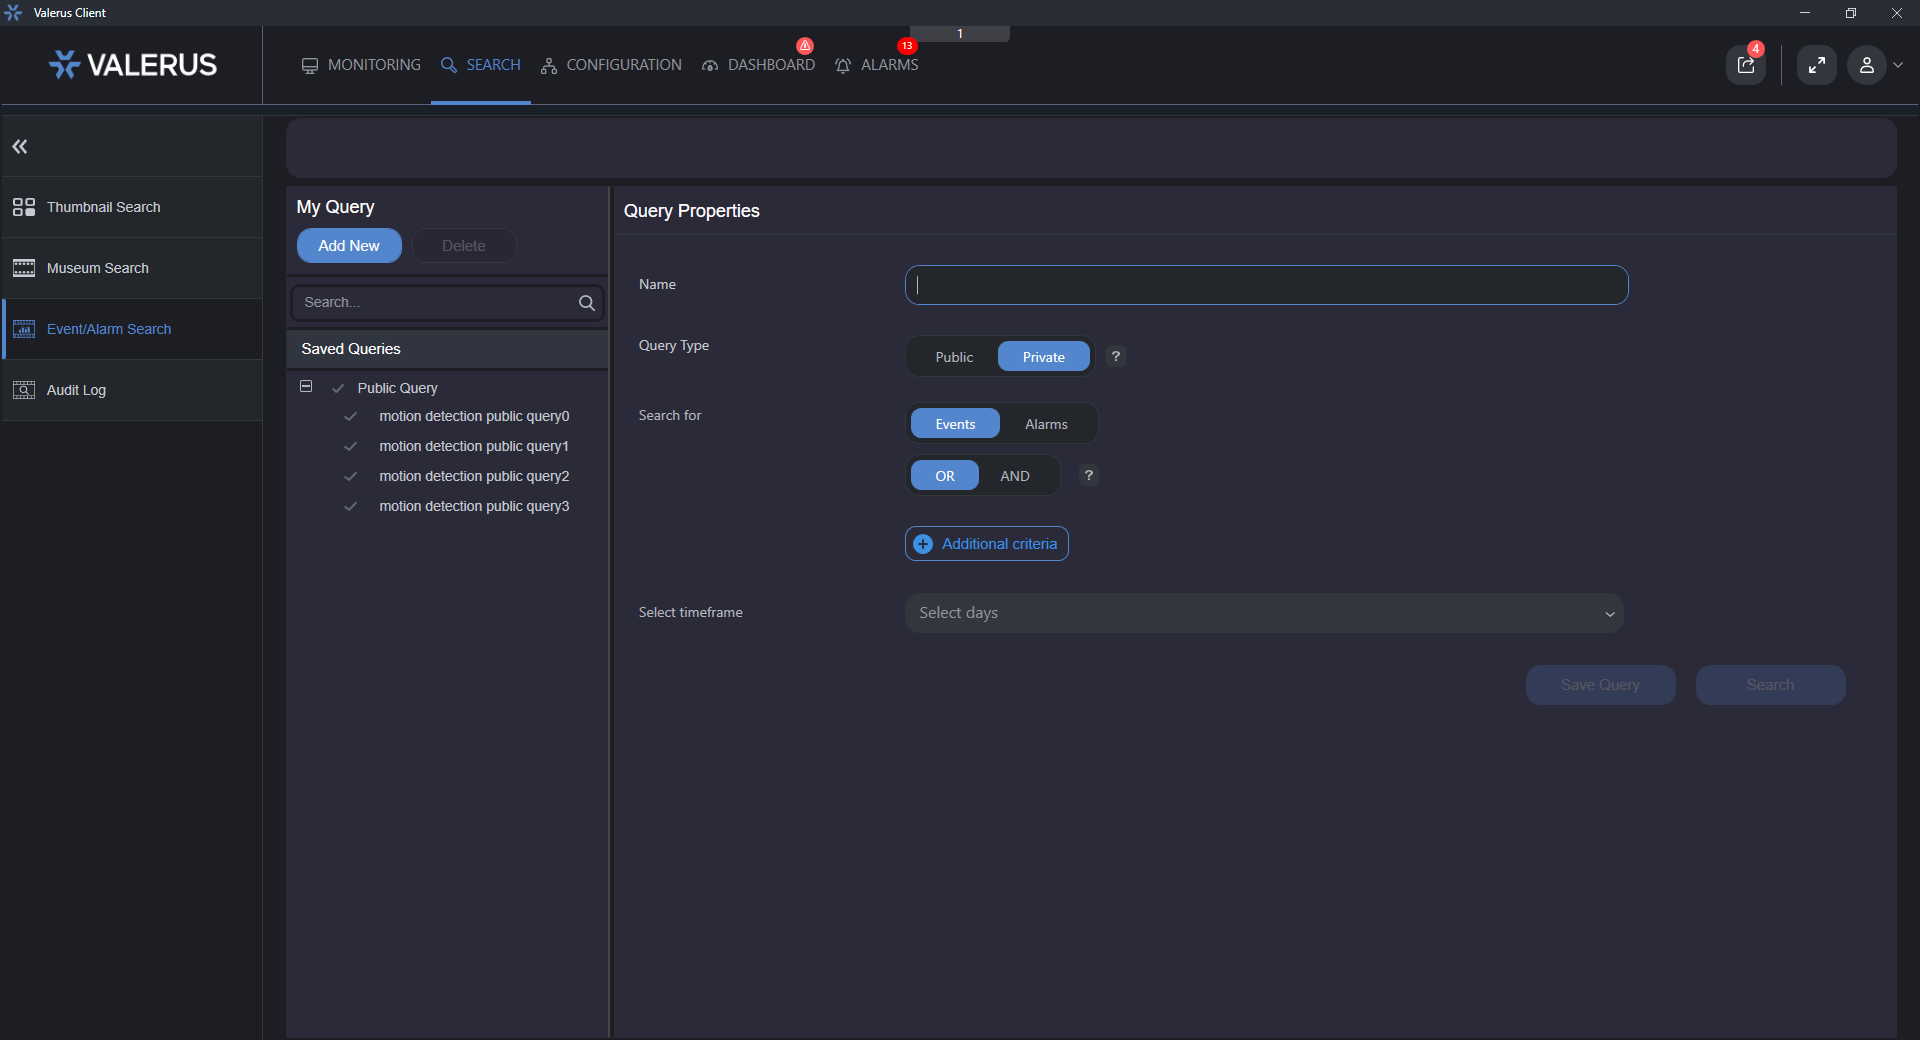 Valerus Client
1
VALERUS
MONITORING
SEARCH
CONFIGURATION
DASHBOARD
13
ALARMS
4
Thumbnail Search
Museum Search
Event/Alarm Search
Audit Log
My Query
Add New
Delete
Search...
Saved Queries
Public Query
motion detection public query0
motion detection public query1
motion detection public query2
motion detection public query3
Query Properties
Name
Query Type
Public
Private
?
Search for
Events
Alarms
OR
AND
?
Additional criteria
Select timeframe
Select days
Save Query
Search